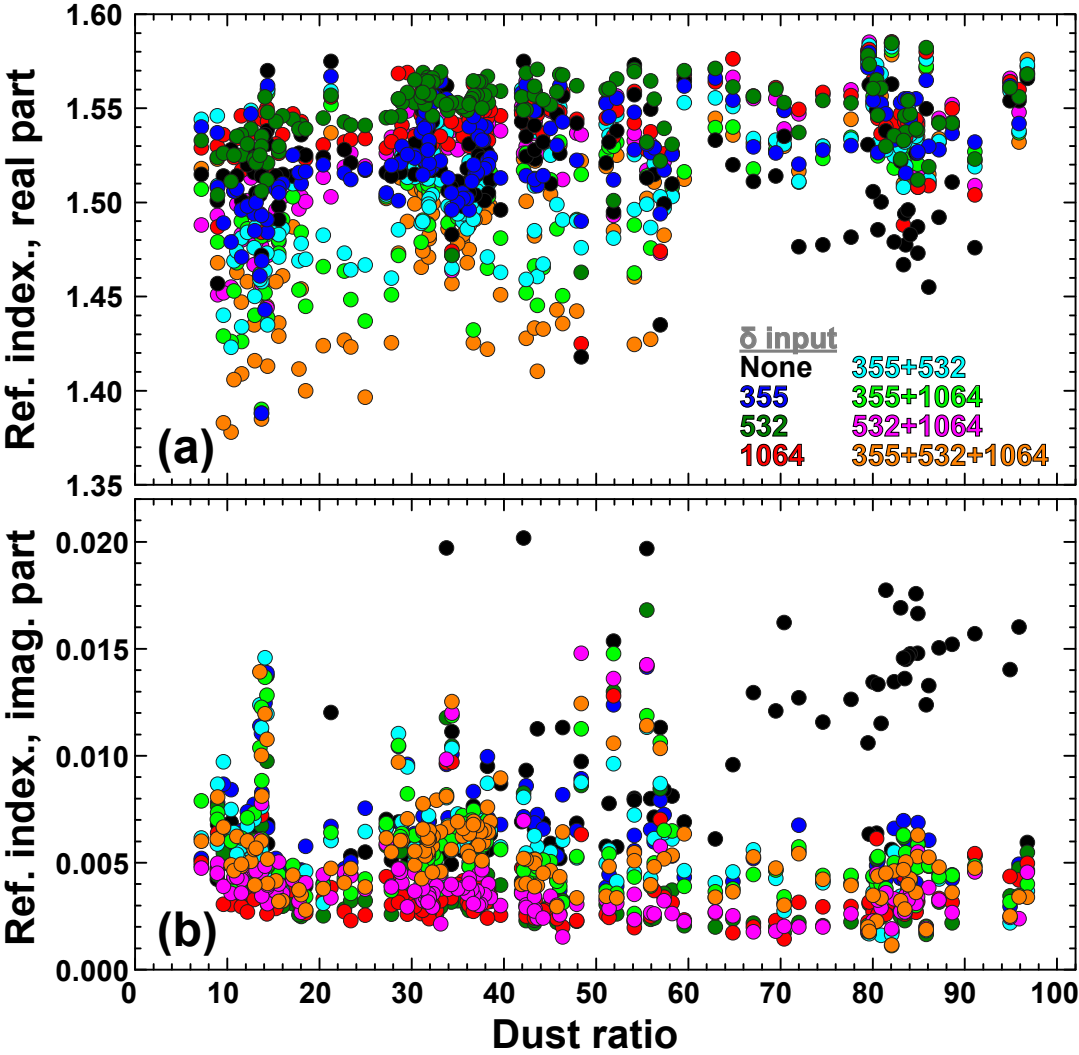 Ref. index., real part
1.60
1.55
1.50
1.45
1.40
1.35
(a)
δ input
None 355+532
355 355+1064
532 532+1064
1064 355+532+1064
Ref. index., imag. part
0.020
0.015
0.010
0.005
0.000
(b)
0 10 20 30 40 50 60 70 80 90 100
Dust ratio